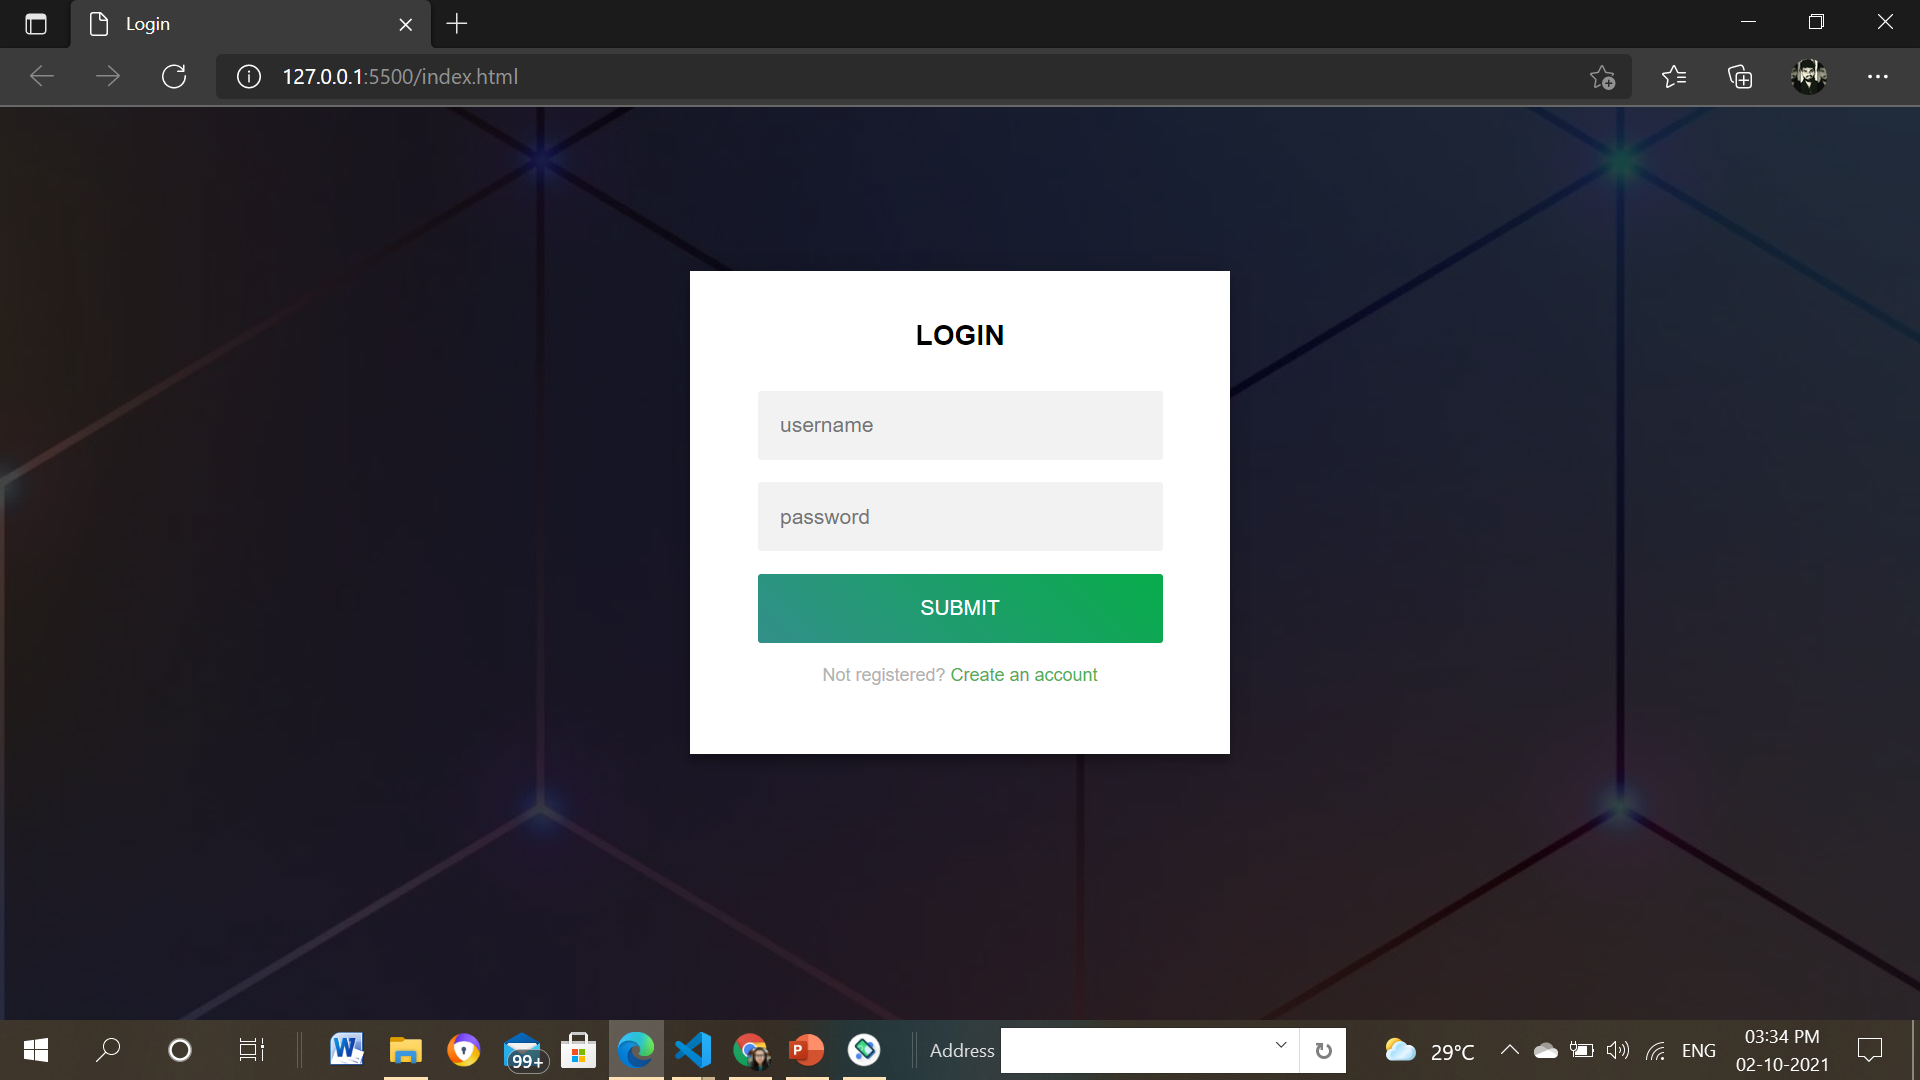 Login
127.0.0.1:5500/index.html
LOGIN
username
password
SUBMIT
Not registered? Create an account
W
99+
P
Address
29°C
ENG
03:34 PM
02-10-2021